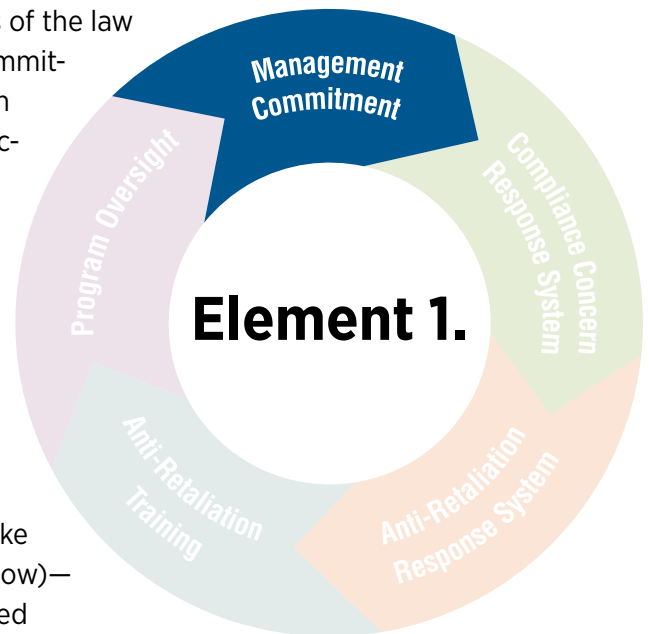 of the law
ommit-
n
c-
ke
ow)—
ed
Management
Commitment
Compliance Concern
Response System
Anti-Retaliation
Response System
Anti-Retaliation
Training
Program Oversight
Element 1.